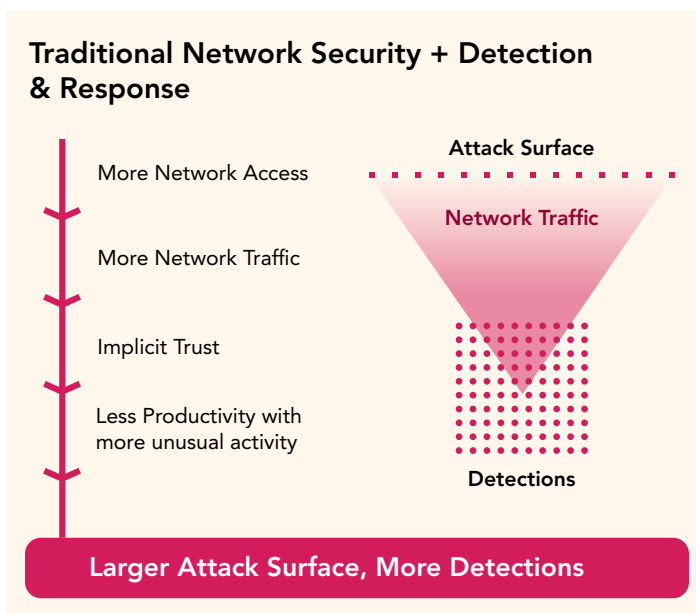 Traditional Network Security + Detection
& Response
More Network Access
More Network Traffic
Implicit Trust
Less Productivity with
more unusual activity
Attack Surface
Network Traffic
Detections
Larger Attack Surface, More Detections